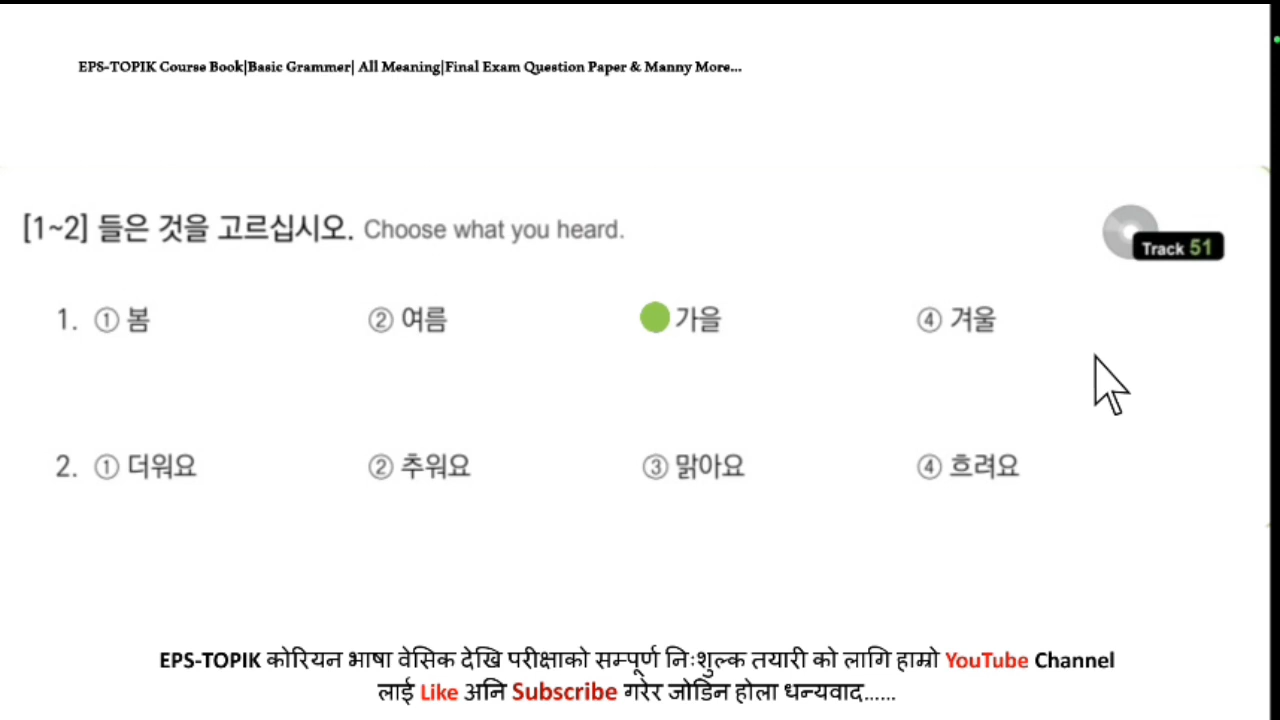 EPS-TOPIK Course Book|Basic Grammer| All Meaning|Final Exam Question Paper & Manny More...
[1~2] 들은 것을 고르십시오. Choose what you heard.
Track 51
1. ① 봄 ② 여름 가을 ④ 겨울
2. ① 더워요 ② 추워요 ③ 맑아요 ④ 흐려요
EPS-TOPIK कोरियन भाषा वेसिक देखि परीक्षाको सम्पूर्ण निःशुल्क तयारी को लागि हाम्रो YouTube Channel
लाई Like अनि Subscribe गरेर जोडिन होला धन्यवाद......